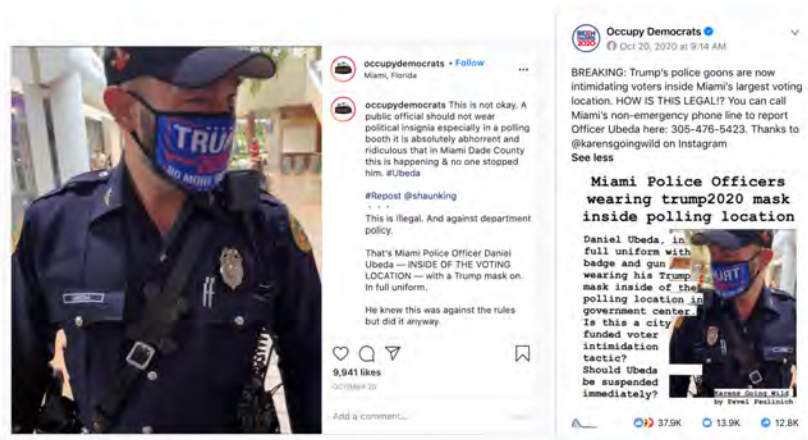 TRUM
NO MORE
UBEDA
occupydemocrats • Follow
Miami, Florida
occupydemocrats This is not okay. A
public official should not wear
political insignia especially in a polling
booth it is absolutely abhorrent and
ridiculous that in Miami Dade County
this is happening & no one stopped
him. #Ubeda
#Repost @shaunking
This is illegal. And against department
policy.
That's Miami Police Officer Daniel
Ubeda — INSIDE OF THE VOTING
LOCATION — with a Trump mask on.
In full uniform.
He knew this was against the rules
but did it anyway.
9,941 likes
OCTOBER 20
Add a comment...
BIDEN
HARRIS
2020
Occupy Democrats
Oct 20, 2020 at 9:14 AM
BREAKING: Trump's police goons are now
intimidating voters inside Miami's largest voting
location. HOW IS THIS LEGAL!? You can call
Miami's non-emergency phone line to report
Officer Ubeda here: 305-476-5423. Thanks to
@karensgoingwild on Instagram
See less
Miami Police Officers
wearing trump2020 mask
inside polling location
Daniel Ubeda, in
full uniform with
badge and gun
wearing his Trump
mask inside of the
polling location in
government center.
Is this a city
funded voter
intimidation
tactic?
Should Ubeda
be suspended
immediately?
Karens Going Wild
by Pavel Paulinich
37.9K
13.9K
12.8K